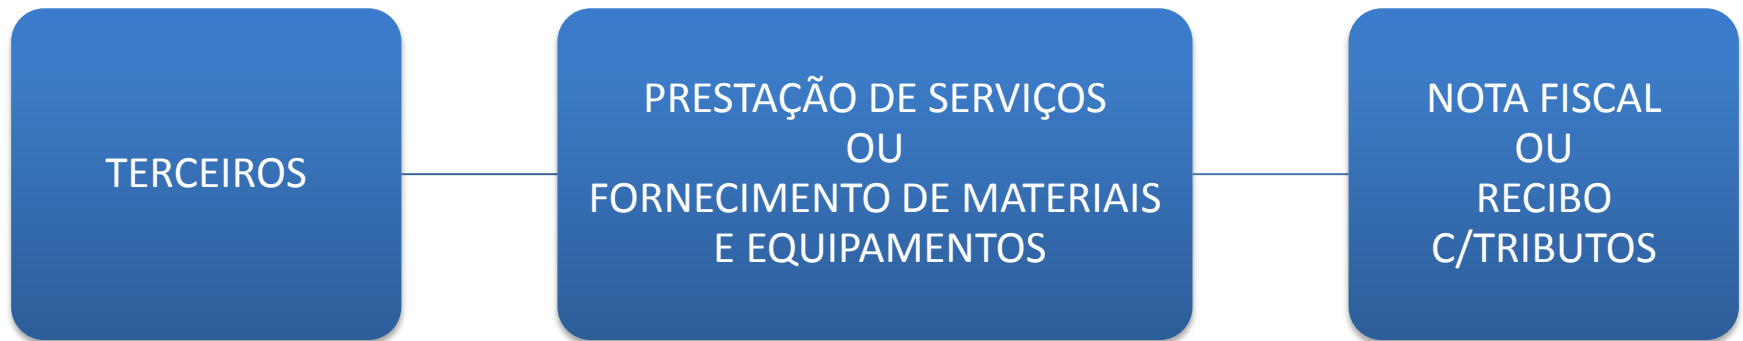 TERCEIROS
PRESTAÇÃO DE SERVIÇOS
OU
FORNECIMENTO DE MATERIAIS
E EQUIPAMENTOS
NOTA FISCAL
OU
RECIBO
C/TRIBUTOS